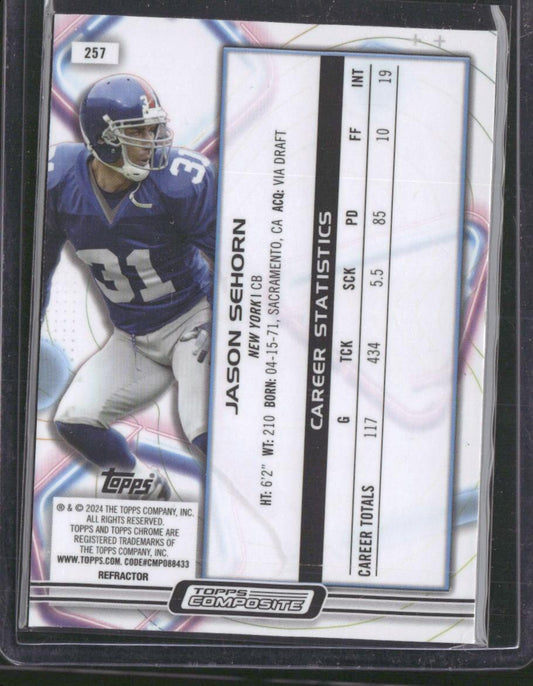 257
31
31
3
JASON SEHORN
NEW YORK | CB
HT: 6'2" WT: 210 BORN: 04-15-71, SACRAMENTO, CA ACQ: VIA DRAFT
CAREER STATISTICS
G TCK SCK PD FF INT
CAREER TOTALS 117 434 5.5 85 10 19
Topps
® & © 2024 THE TOPPS COMPANY, INC.
ALL RIGHTS RESERVED.
TOPPS AND TOPPS CHROME ARE
REGISTERED TRADEMARKS OF
THE TOPPS COMPANY, INC.
WWW.TOPPS.COM. CODE#CMP088433
REFRACTOR
TOPPS
COMPOSITE